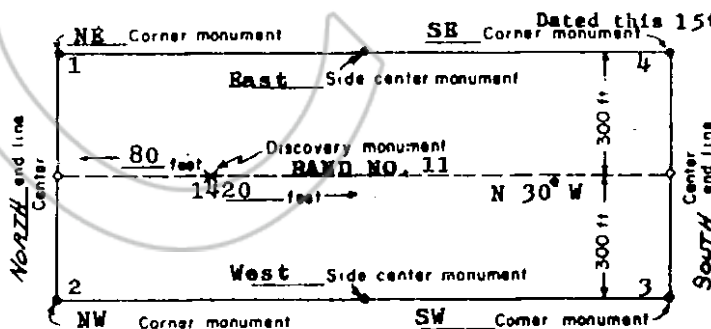 Dated this 15t
NE Corner monument
SE Corner monument
1
4
East Side center monument
300 ft
80 feet
Discovery monument
RAND NO. 11
1420 feet
N 30° W
NORTH end line
Center
Center
SOUTH end line
300 ft
2
West Side center monument
3
NW Corner monument
SW Corner monument